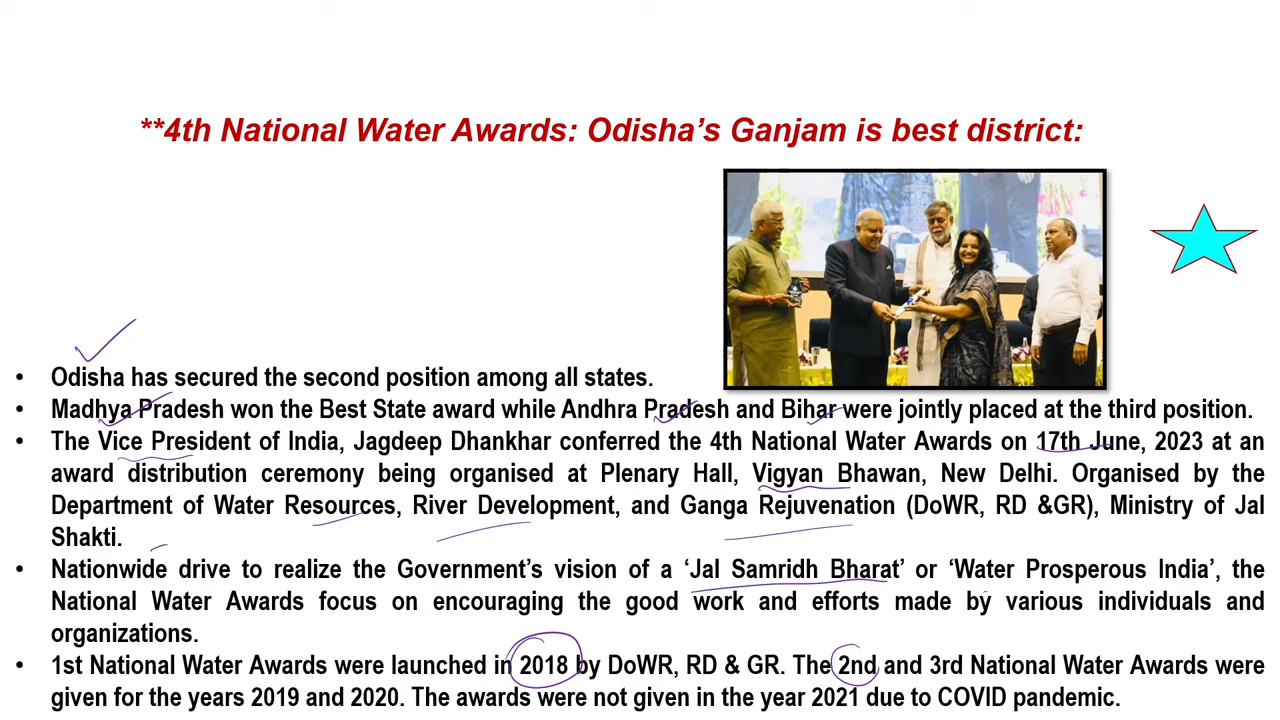 **4th National Water Awards: Odisha’s Ganjam is best district:
• Odisha has secured the second position among all states.
• Madhya Pradesh won the Best State award while Andhra Pradesh and Bihar were jointly placed at the third position.
• The Vice President of India, Jagdeep Dhankhar conferred the 4th National Water Awards on 17th June, 2023 at an
award distribution ceremony being organised at Plenary Hall, Vigyan Bhawan, New Delhi. Organised by the
Department of Water Resources, River Development, and Ganga Rejuvenation (DoWR, RD &GR), Ministry of Jal
Shakti.
• Nationwide drive to realize the Government’s vision of a ‘Jal Samridh Bharat’ or ‘Water Prosperous India’, the
National Water Awards focus on encouraging the good work and efforts made by various individuals and
organizations.
• 1st National Water Awards were launched in 2018 by DoWR, RD & GR. The 2nd and 3rd National Water Awards were
given for the years 2019 and 2020. The awards were not given in the year 2021 due to COVID pandemic.